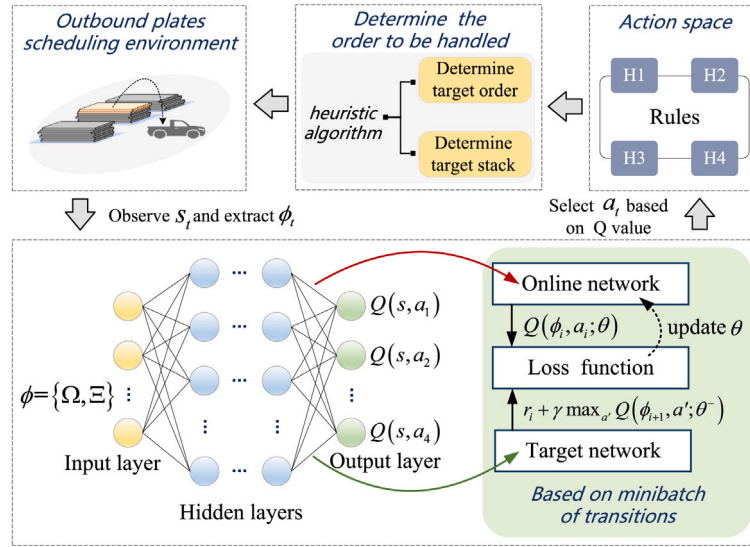 Outbound plates
scheduling environment
Determine the
order to be handled
heuristic
algorithm
Determine
target order
Determine
target stack
Action space
H1
H2
Rules
H3
H4
Observe s_t and extract ϕ_t
Select a_t based
on Q value
ϕ={Ω,Ξ}
Input layer
Hidden layers
Q(s,a_1)
Q(s,a_2)
Q(s,a_4)
Output layer
Online network
Q(ϕ_i,a_i;θ)
update θ
Loss function
r_i + γ max_{a'} Q(ϕ_{i+1},a';θ^-)
Target network
Based on minibatch
of transitions